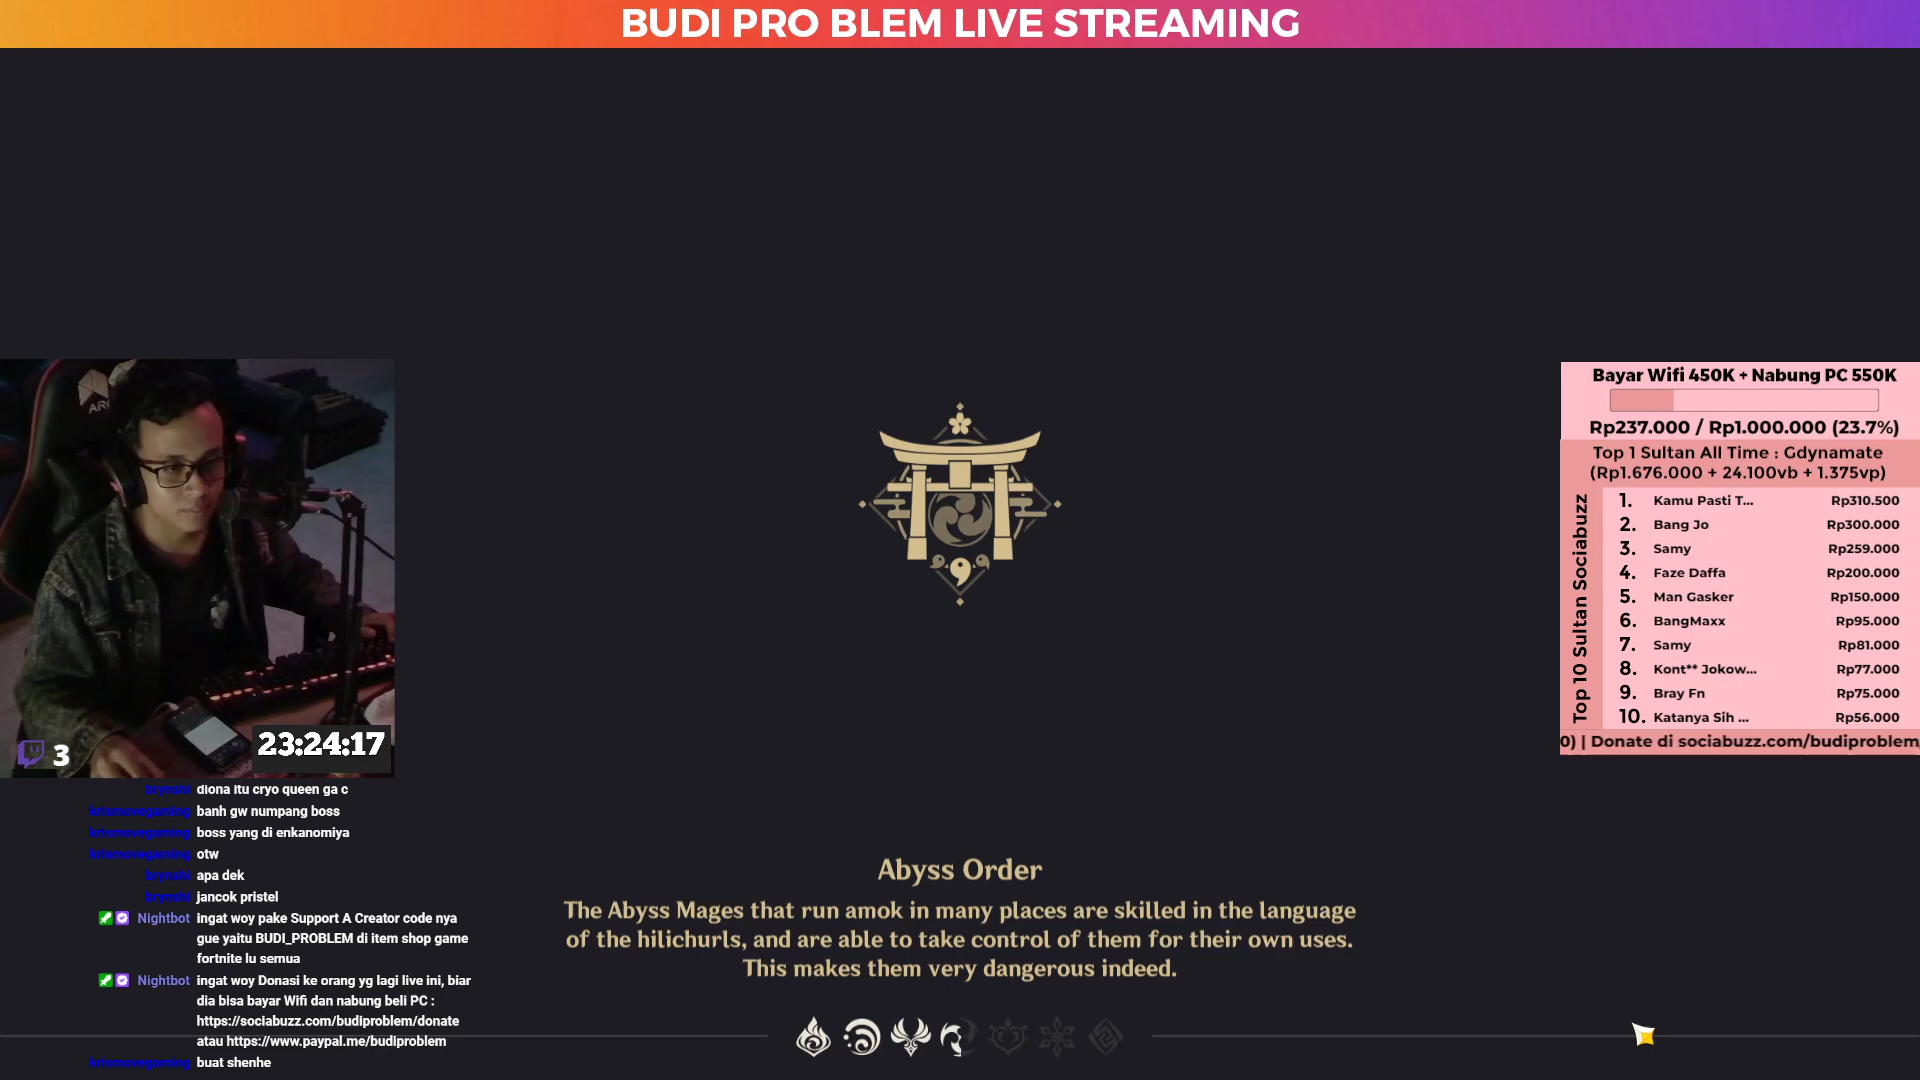 BUDI PRO BLEM LIVE STREAMING
Bayar Wifi 450K + Nabung PC 550K
Rp237.000 / Rp1.000.000 (23.7%)
Top 1 Sultan All Time : Gdynamate
(Rp1.676.000 + 24.100vb + 1.375vp)
Top 10 Sultan Sociabuzz
1. Kamu Pasti T... Rp310.500
2. Bang Jo Rp300.000
3. Samy Rp259.000
4. Faze Daffa Rp200.000
5. Man Gasker Rp150.000
6. BangMaxx Rp95.000
7. Samy Rp81.000
8. Kont** Jokow... Rp77.000
9. Bray Fn Rp75.000
10. Katanya Sih ... Rp56.000
0) | Donate di sociabuzz.com/budiproblem
3
23:24:17
diona itu cryo queen ga c
banh gw numpang boss
boss yang di enkanomiya
otw
apa dek
jancok pristel
Nightbot ingat woy pake Support A Creator code nya
gue yaitu BUDI_PROBLEM di item shop game
fortnite lu semua
Nightbot ingat woy Donasi ke orang yg lagi live ini, biar
dia bisa bayar Wifi dan nabung beli PC :
https://sociabuzz.com/budiproblem/donate
atau https://www.paypal.me/budiproblem
buat shenhe
Abyss Order
The Abyss Mages that run amok in many places are skilled in the language
of the hilichurls, and are able to take control of them for their own uses.
This makes them very dangerous indeed.